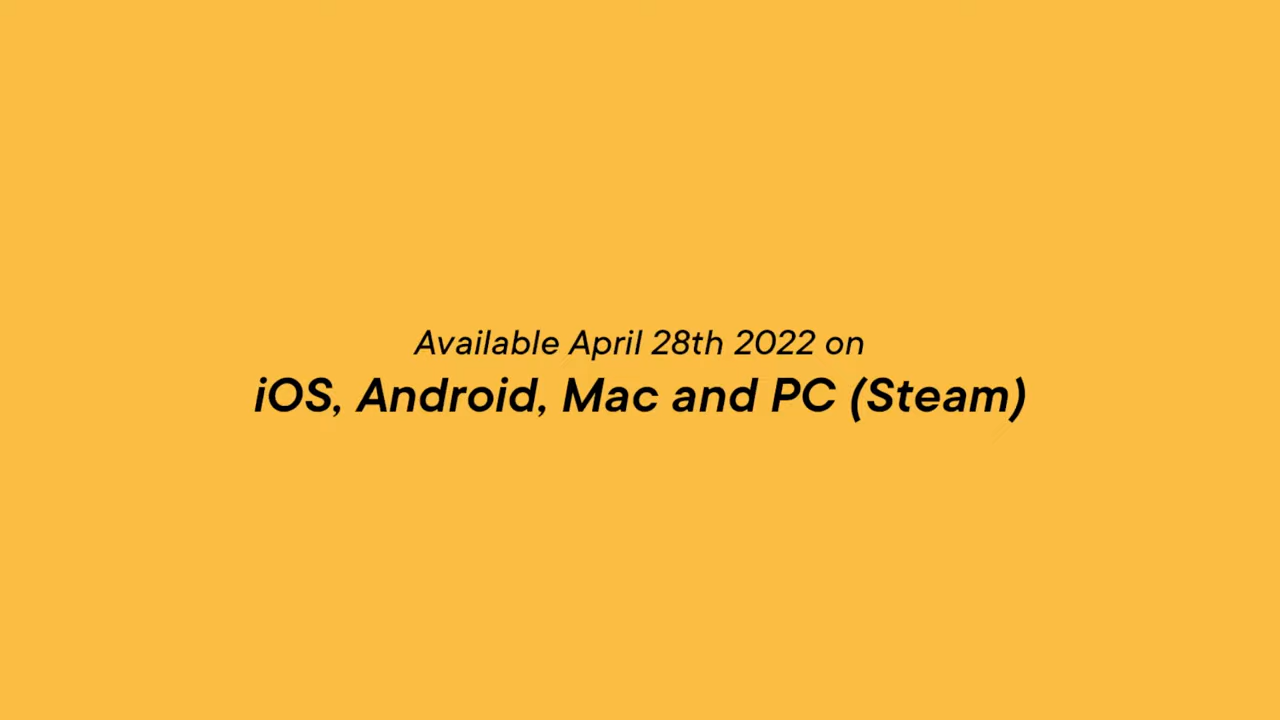 Available April 28th 2022 on
iOS, Android, Mac and PC (Steam)